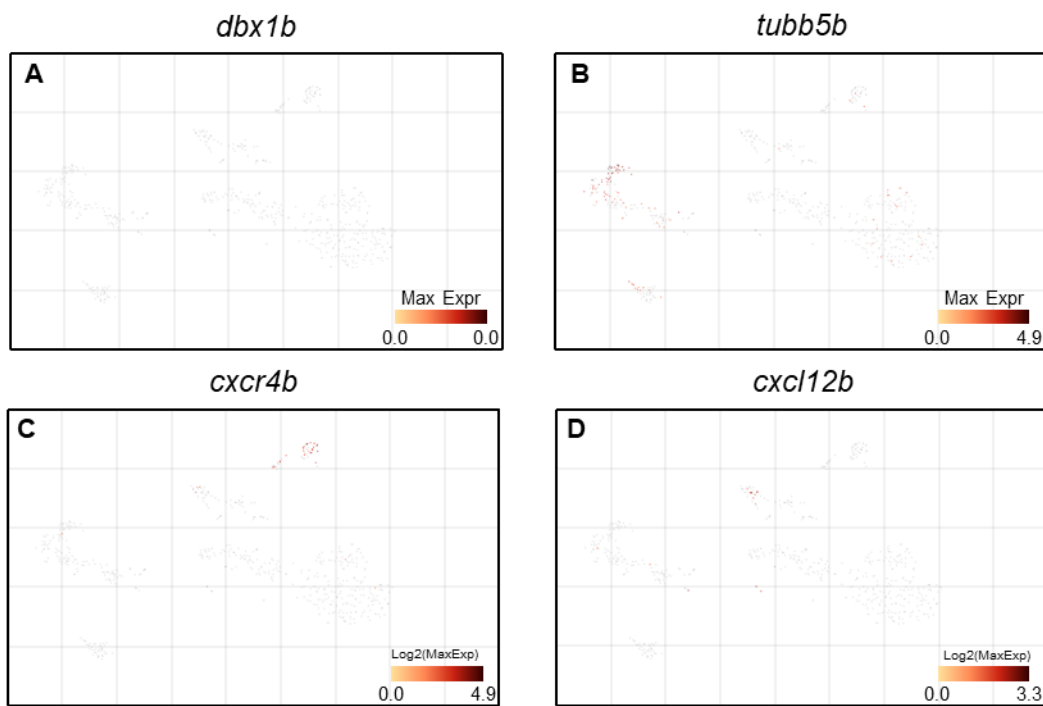 dbx1b
tubb5b
A
B
Max Expr
0.0 0.0
Max Expr
0.0 4.9
cxcr4b
cxcl12b
C
D
Log2(MaxExp)
0.0 4.9
Log2(MaxExp)
0.0 3.3